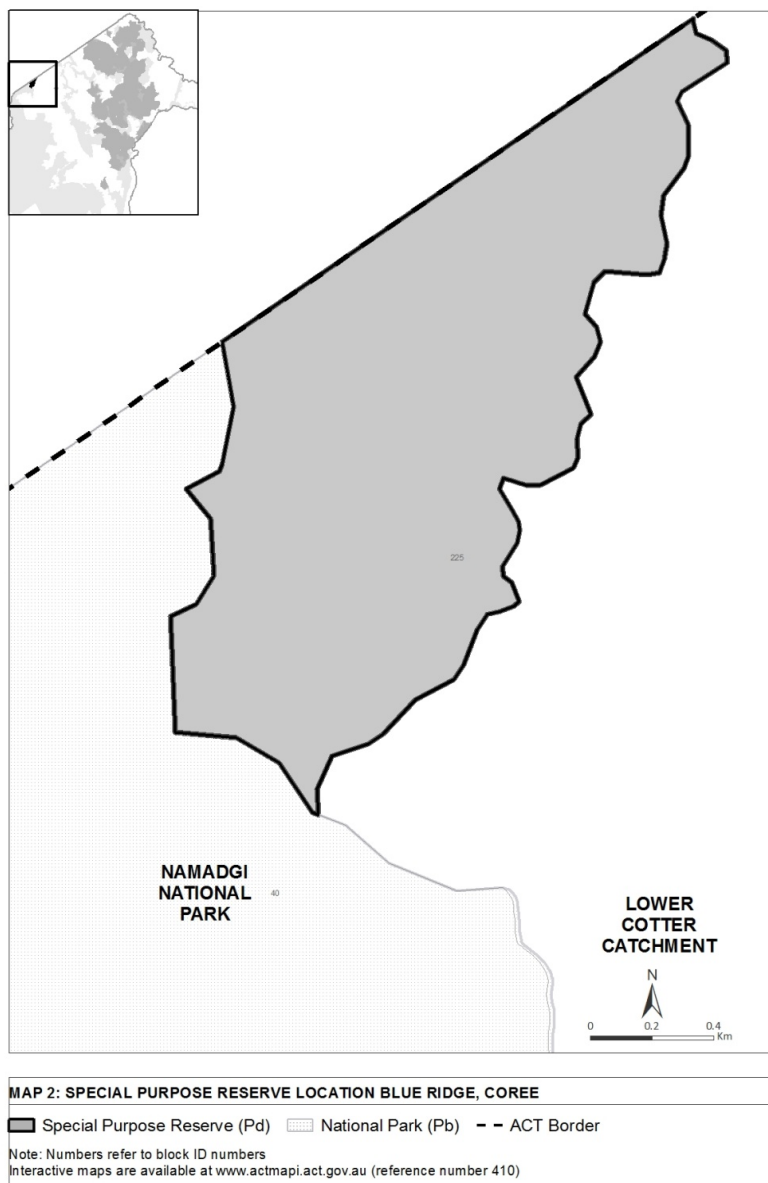 225
NAMADGI
NATIONAL
PARK
40
LOWER
COTTER
CATCHMENT
N
0 0.2 0.4
Km
MAP 2: SPECIAL PURPOSE RESERVE LOCATION BLUE RIDGE, COREE
Special Purpose Reserve (Pd) National Park (Pb) ACT Border
Note: Numbers refer to block ID numbers
Interactive maps are available at www.actmapi.act.gov.au (reference number 410)